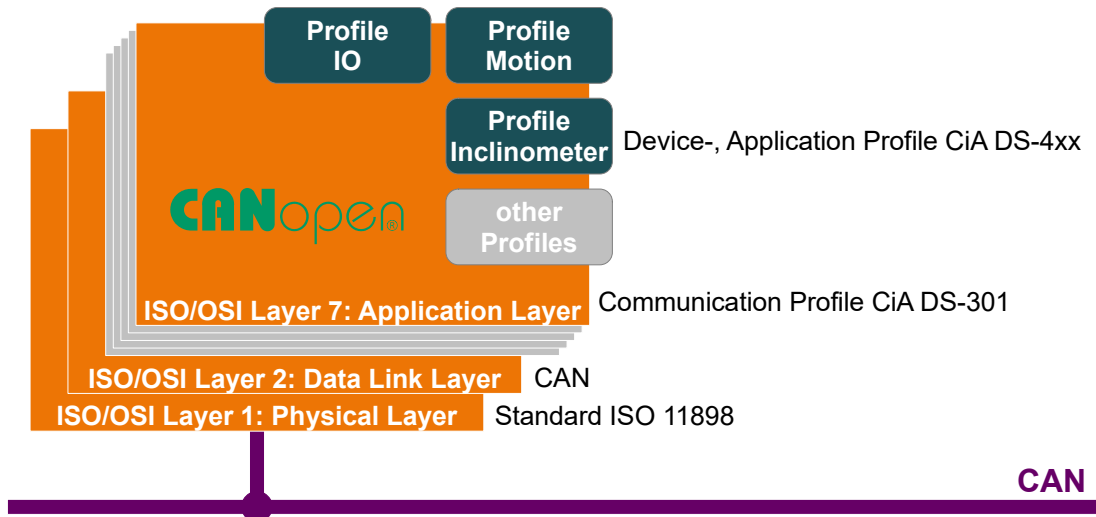 Profile
IO
Profile
Motion
Profile
Inclinometer
Device-, Application Profile CiA DS-4xx
CANopen®
other
Profiles
ISO/OSI Layer 7: Application Layer
Communication Profile CiA DS-301
ISO/OSI Layer 2: Data Link Layer
CAN
ISO/OSI Layer 1: Physical Layer
Standard ISO 11898
CAN